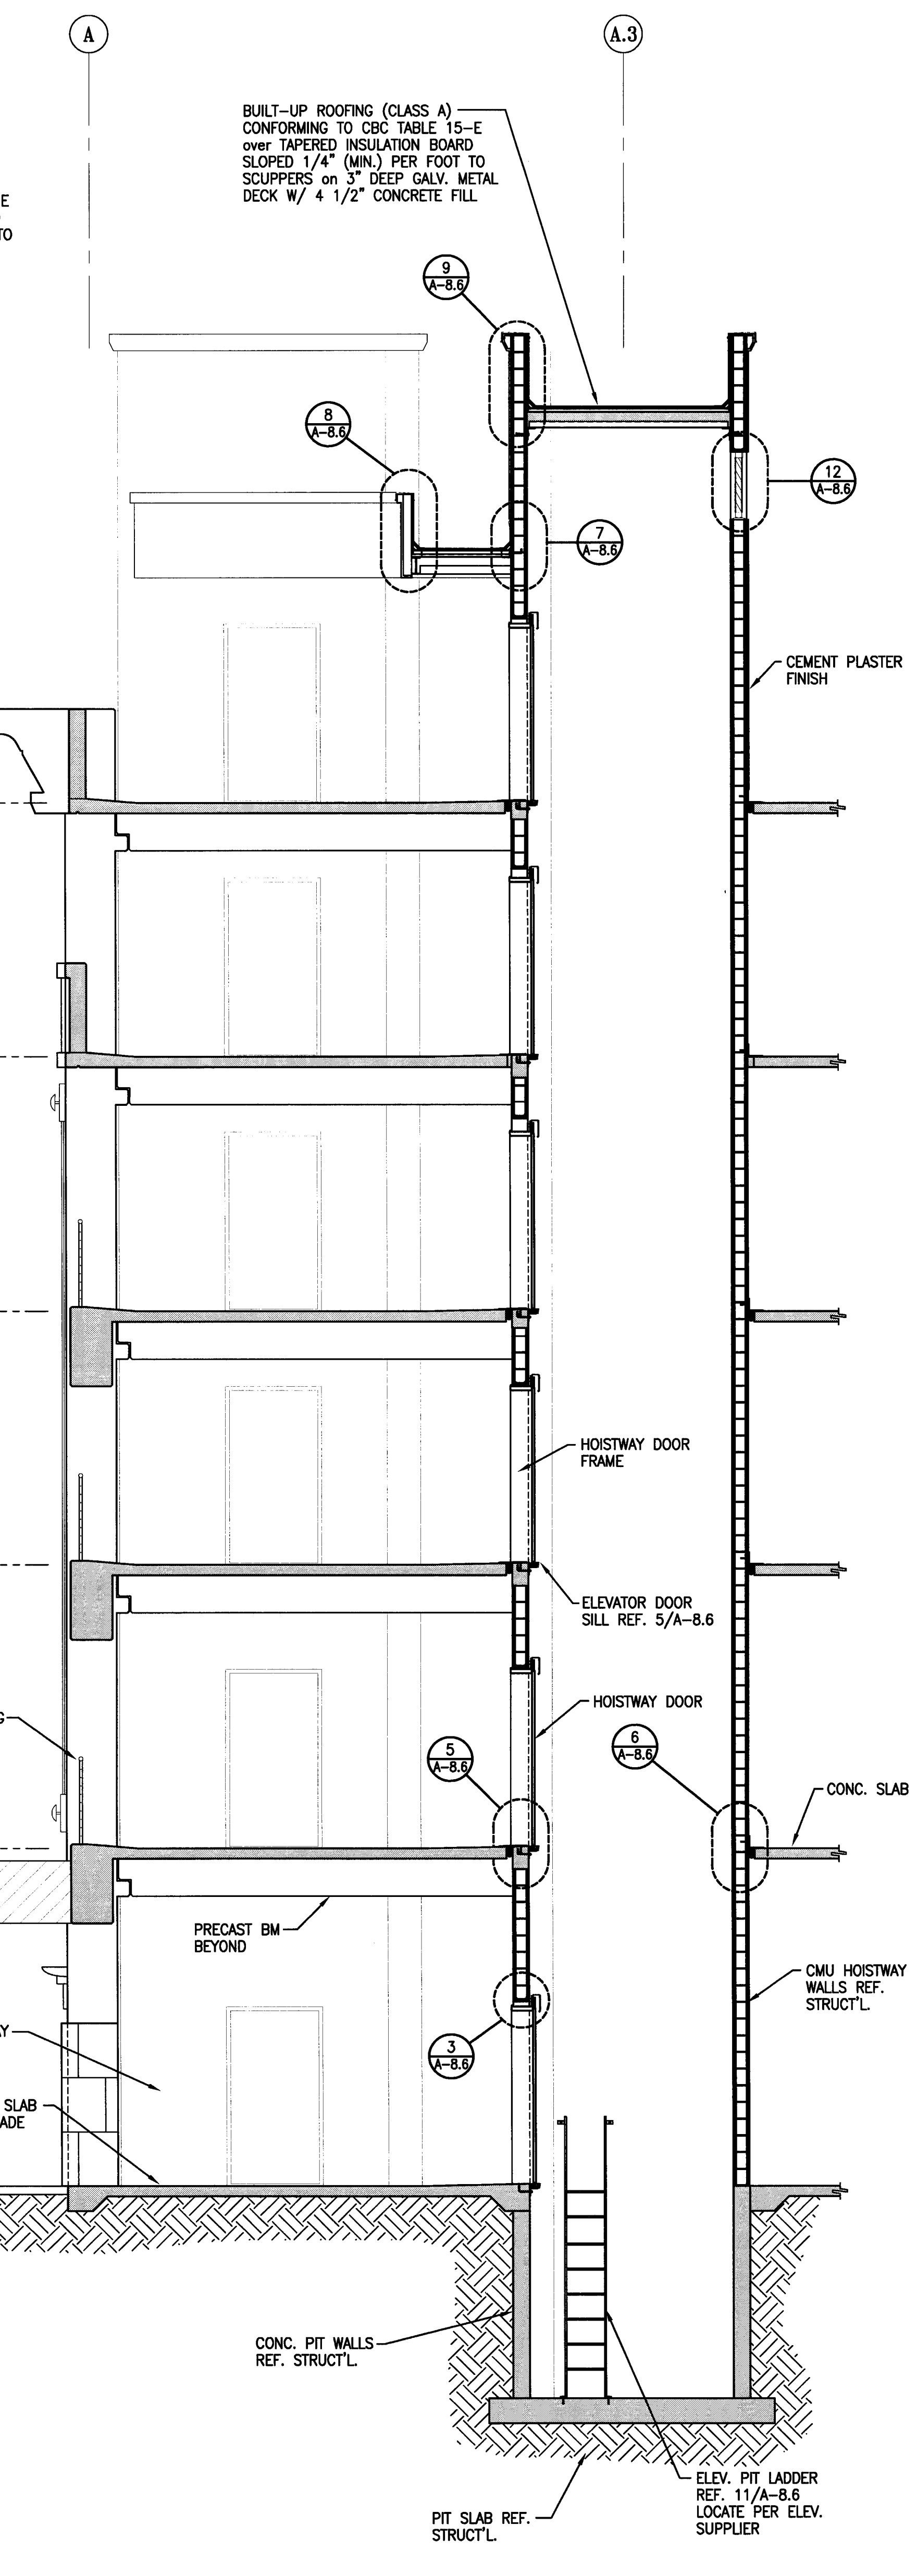 A
A.3
BUILT-UP ROOFING (CLASS A)
CONFORMING TO CBC TABLE 15-E
over TAPERED INSULATION BOARD
SLOPED 1/4" (MIN.) PER FOOT TO
SCUPPERS on 3" DEEP GALV. METAL
DECK W/ 4 1/2" CONCRETE FILL
E
TO
9
A-8.6
8
A-8.6
12
A-8.6
7
A-8.6
CEMENT PLASTER
FINISH
HOISTWAY DOOR
FRAME
ELEVATOR DOOR
SILL REF. 5/A-8.6
HOISTWAY DOOR
G
5
A-8.6
6
A-8.6
CONC. SLAB
PRECAST BM
BEYOND
CMU HOISTWAY
WALLS REF.
STRUCT'L.
AY
3
A-8.6
SLAB
ADE
CONC. PIT WALLS
REF. STRUCT'L.
ELEV. PIT LADDER
REF. 11/A-8.6
LOCATE PER ELEV.
SUPPLIER
PIT SLAB REF.
STRUCT'L.